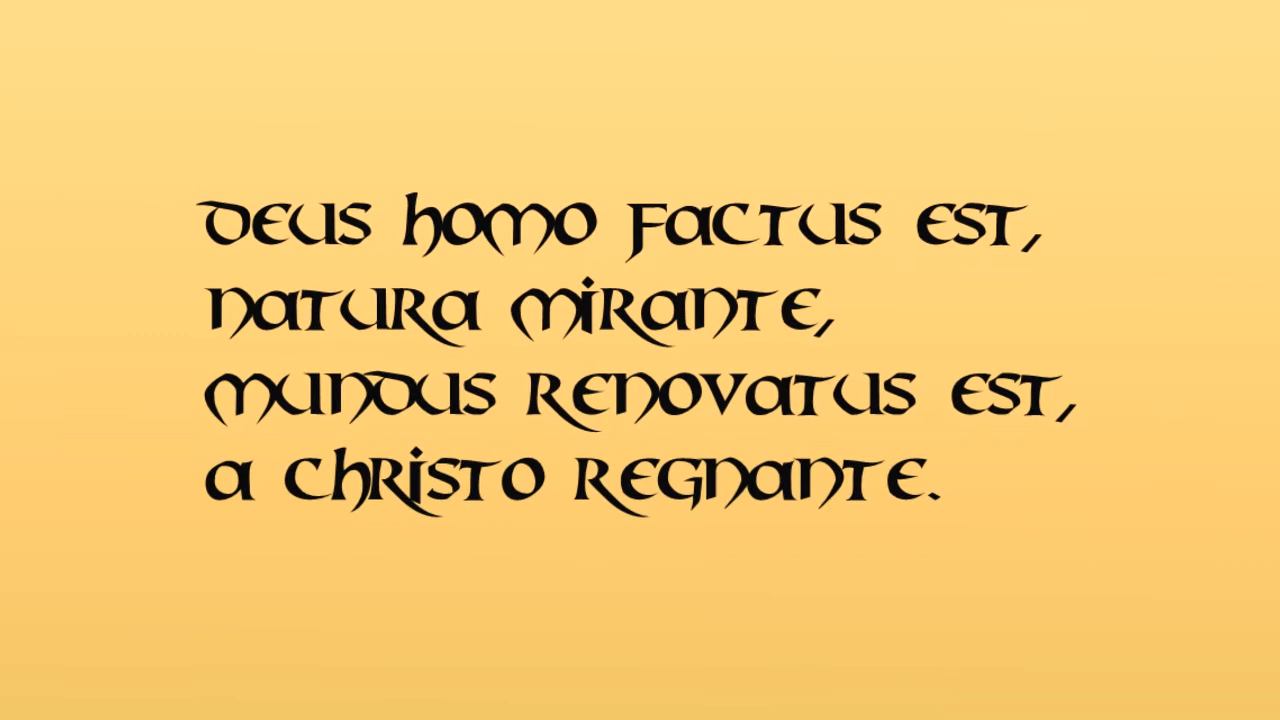 Deus homo factus est,
natura mirante,
mundus renovatus est,
a Christo regnante.